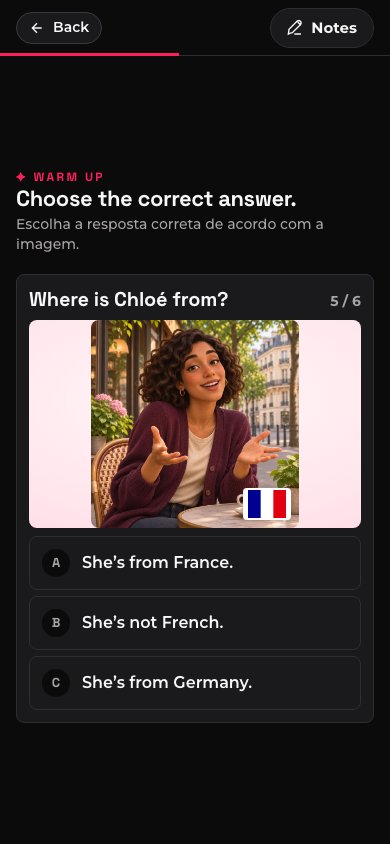 Back
Notes
WARM UP
Choose the correct answer.
Escolha a resposta correta de acordo com a
imagem.
Where is Chloé from?
5 / 6
A She's from France.
B She's not French.
C She's from Germany.